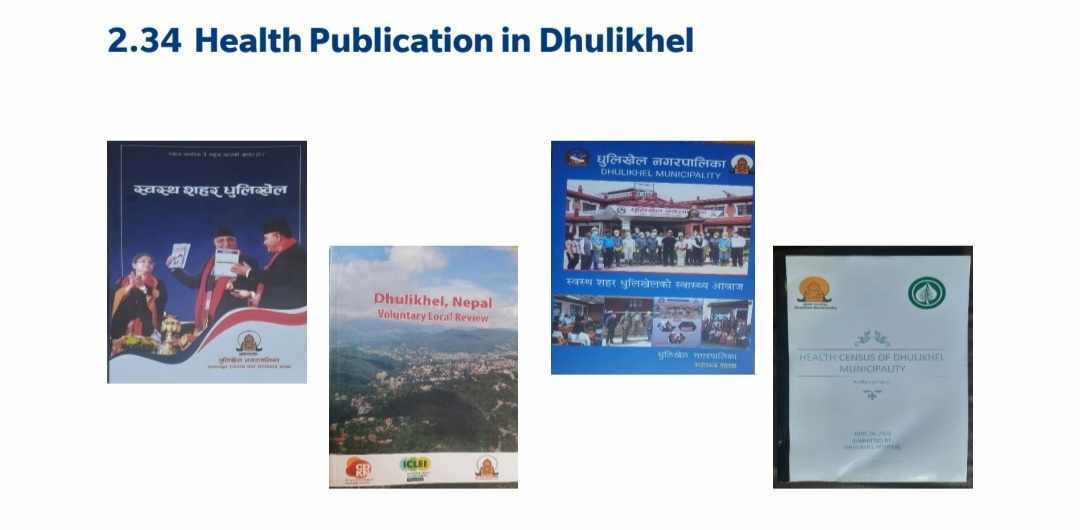 2.34 Health Publication in Dhulikhel
स्वस्थ शहर धुलिखेल
धुलिखेल नगरपालिका
Dhulikhel, Nepal
Voluntary Local Review
ICLEI
धुलिखेल नगरपालिका
DHULIKHEL MUNICIPALITY
स्वस्थ शहर धुलिखेलको स्वास्थ्य आवाज
धुलिखेल नगरपालिका
HEALTH CENSUS OF DHULIKHEL
MUNICIPALITY